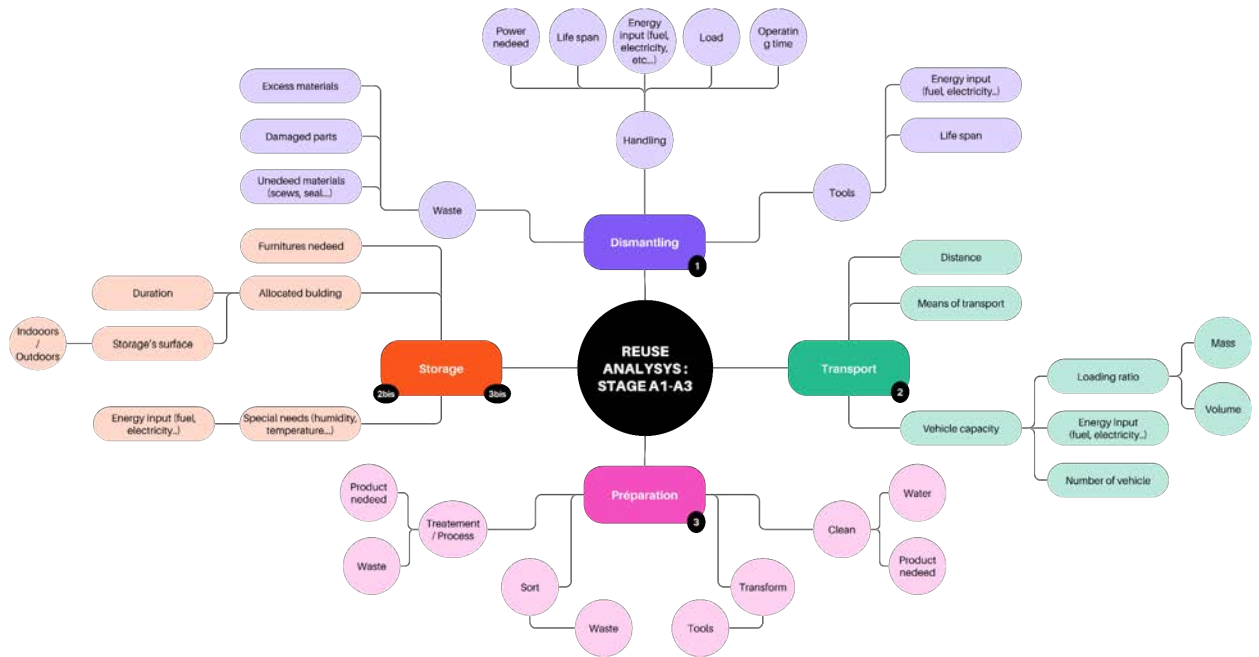 Power
nedeed
Life span
Energy
input (fuel,
electricity,
etc...)
Load
Operatin
g time
Handling
Excess materials
Damaged parts
Unedeed materials
(scews, seal...)
Waste
Energy input
(fuel, electricity..)
Life span
Tools
Dismantling
1
Furnitures nedeed
Allocated bulding
Duration
Storage's surface
Indooors
/
Outdoors
Storage
2bis
3bis
Special needs (humidity,
temperature...)
Energy input (fuel,
electricity..)
REUSE
ANALYSYS :
STAGE A1-A3
Distance
Means of transport
Transport
2
Vehicle capacity
Loading ratio
Mass
Volume
Energy Input
(fuel, electricity..)
Number of vehicle
Préparation
3
Product
nedeed
Treatement
/ Process
Waste
Sort
Waste
Transform
Tools
Clean
Water
Product
nedeed